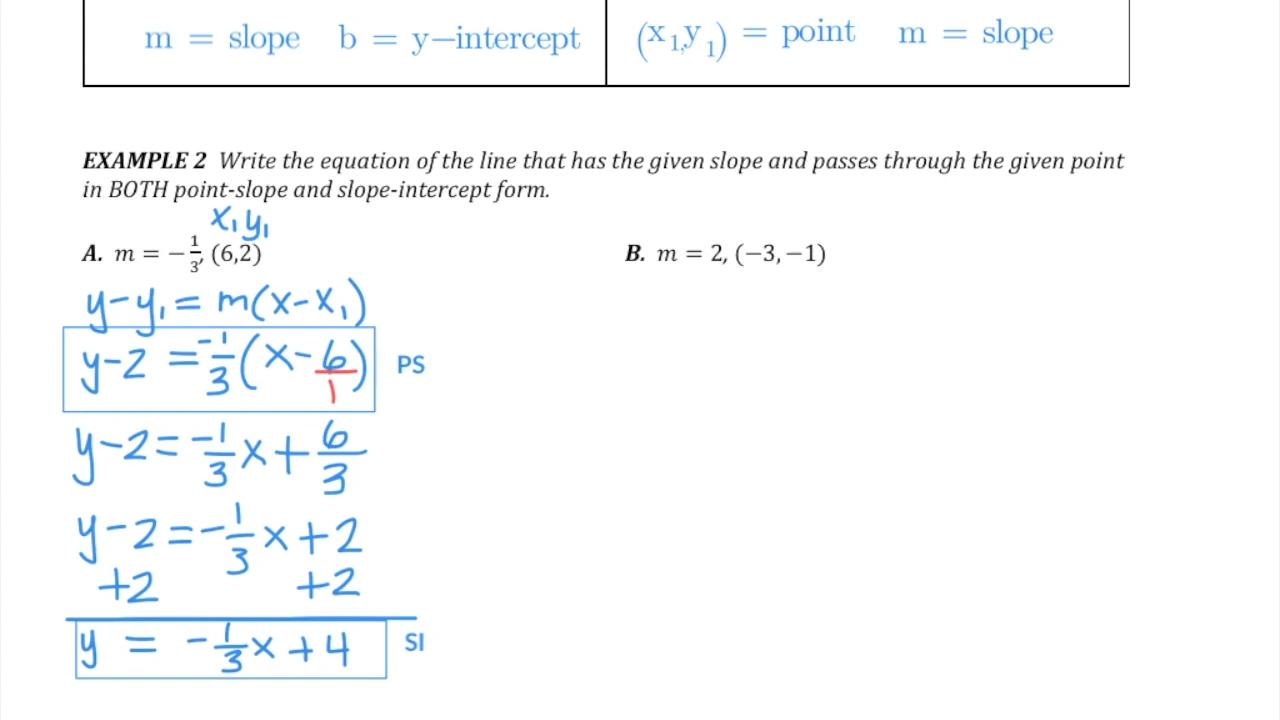 m = slope b = y−intercept
(x₁,y₁) = point m = slope
EXAMPLE 2 Write the equation of the line that has the given slope and passes through the given point
in BOTH point-slope and slope-intercept form.
x₁ y₁
A. m = −1/3, (6,2)
B. m = 2, (−3, −1)
y−y₁ = m(x−x₁)
y−2 = −1/3(x−6/1) PS
y−2 = −1/3x + 6/3
y−2 = −1/3x + 2
+2 +2
y = −1/3x + 4 SI